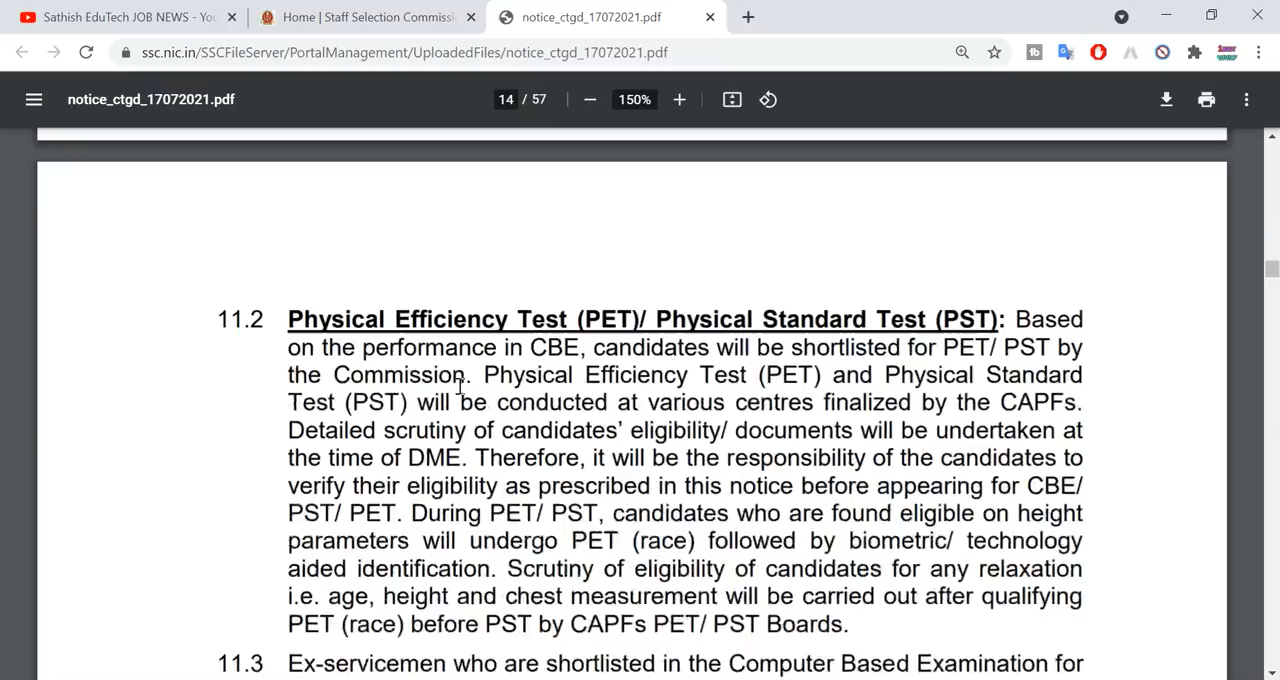 Sathish EduTech JOB NEWS - You
Home | Staff Selection Commissi
notice_ctgd_17072021.pdf
ssc.nic.in/SSCFileServer/PortalManagement/UploadedFiles/notice_ctgd_17072021.pdf
notice_ctgd_17072021.pdf
14 / 57
150%
11.2 Physical Efficiency Test (PET)/ Physical Standard Test (PST): Based
on the performance in CBE, candidates will be shortlisted for PET/ PST by
the Commission. Physical Efficiency Test (PET) and Physical Standard
Test (PST) will be conducted at various centres finalized by the CAPFs.
Detailed scrutiny of candidates’ eligibility/ documents will be undertaken at
the time of DME. Therefore, it will be the responsibility of the candidates to
verify their eligibility as prescribed in this notice before appearing for CBE/
PST/ PET. During PET/ PST, candidates who are found eligible on height
parameters will undergo PET (race) followed by biometric/ technology
aided identification. Scrutiny of eligibility of candidates for any relaxation
i.e. age, height and chest measurement will be carried out after qualifying
PET (race) before PST by CAPFs PET/ PST Boards.
11.3 Ex-servicemen who are shortlisted in the Computer Based Examination for